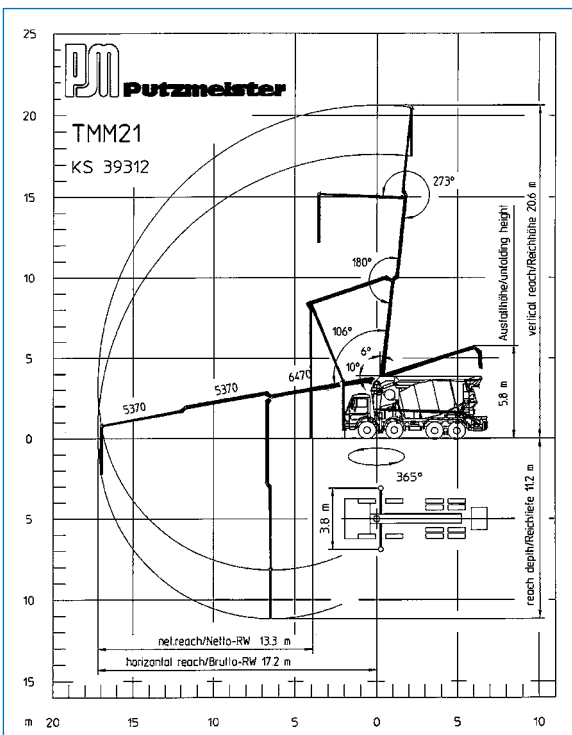 25
PM Putzmeister
20
TMM21
KS 39312
273°
15
180°
10
106°
6°
10°
5
5370
5370
6470
Ausfalthöhe/unfolding height
5.8 m
vertical reach/Reichhöhe 20.6 m
0
365°
3.8 m
5
reach depth/Reichtiefe 11.2 m
10
net.reach/Netto-RW 13.3 m
horizontal reach/Brutto-RW 17.2 m
15
m 20 15 10 5 0 5 10